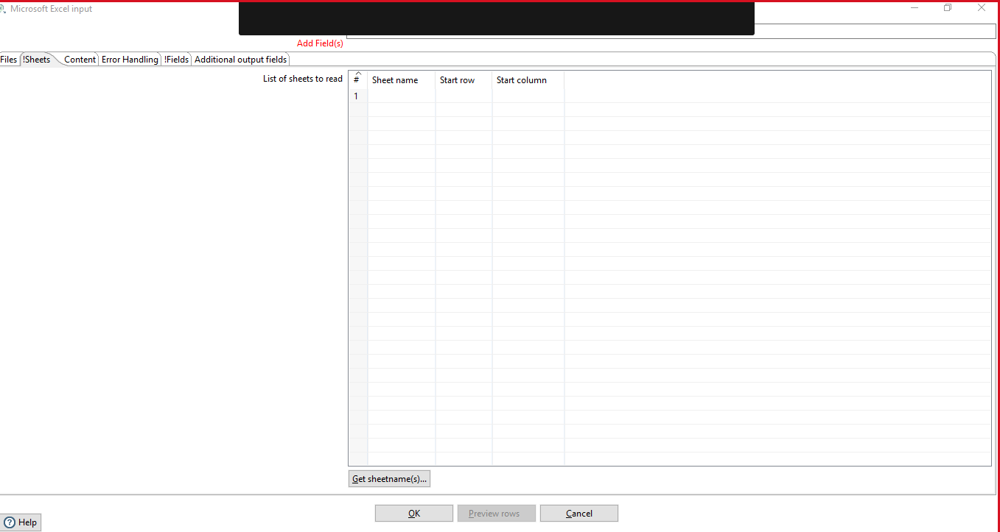 Microsoft Excel input
Add Field(s)
Files !Sheets Content Error Handling !Fields Additional output fields
List of sheets to read
# Sheet name Start row Start column
1
Get sheetname(s)...
OK Preview rows Cancel
Help